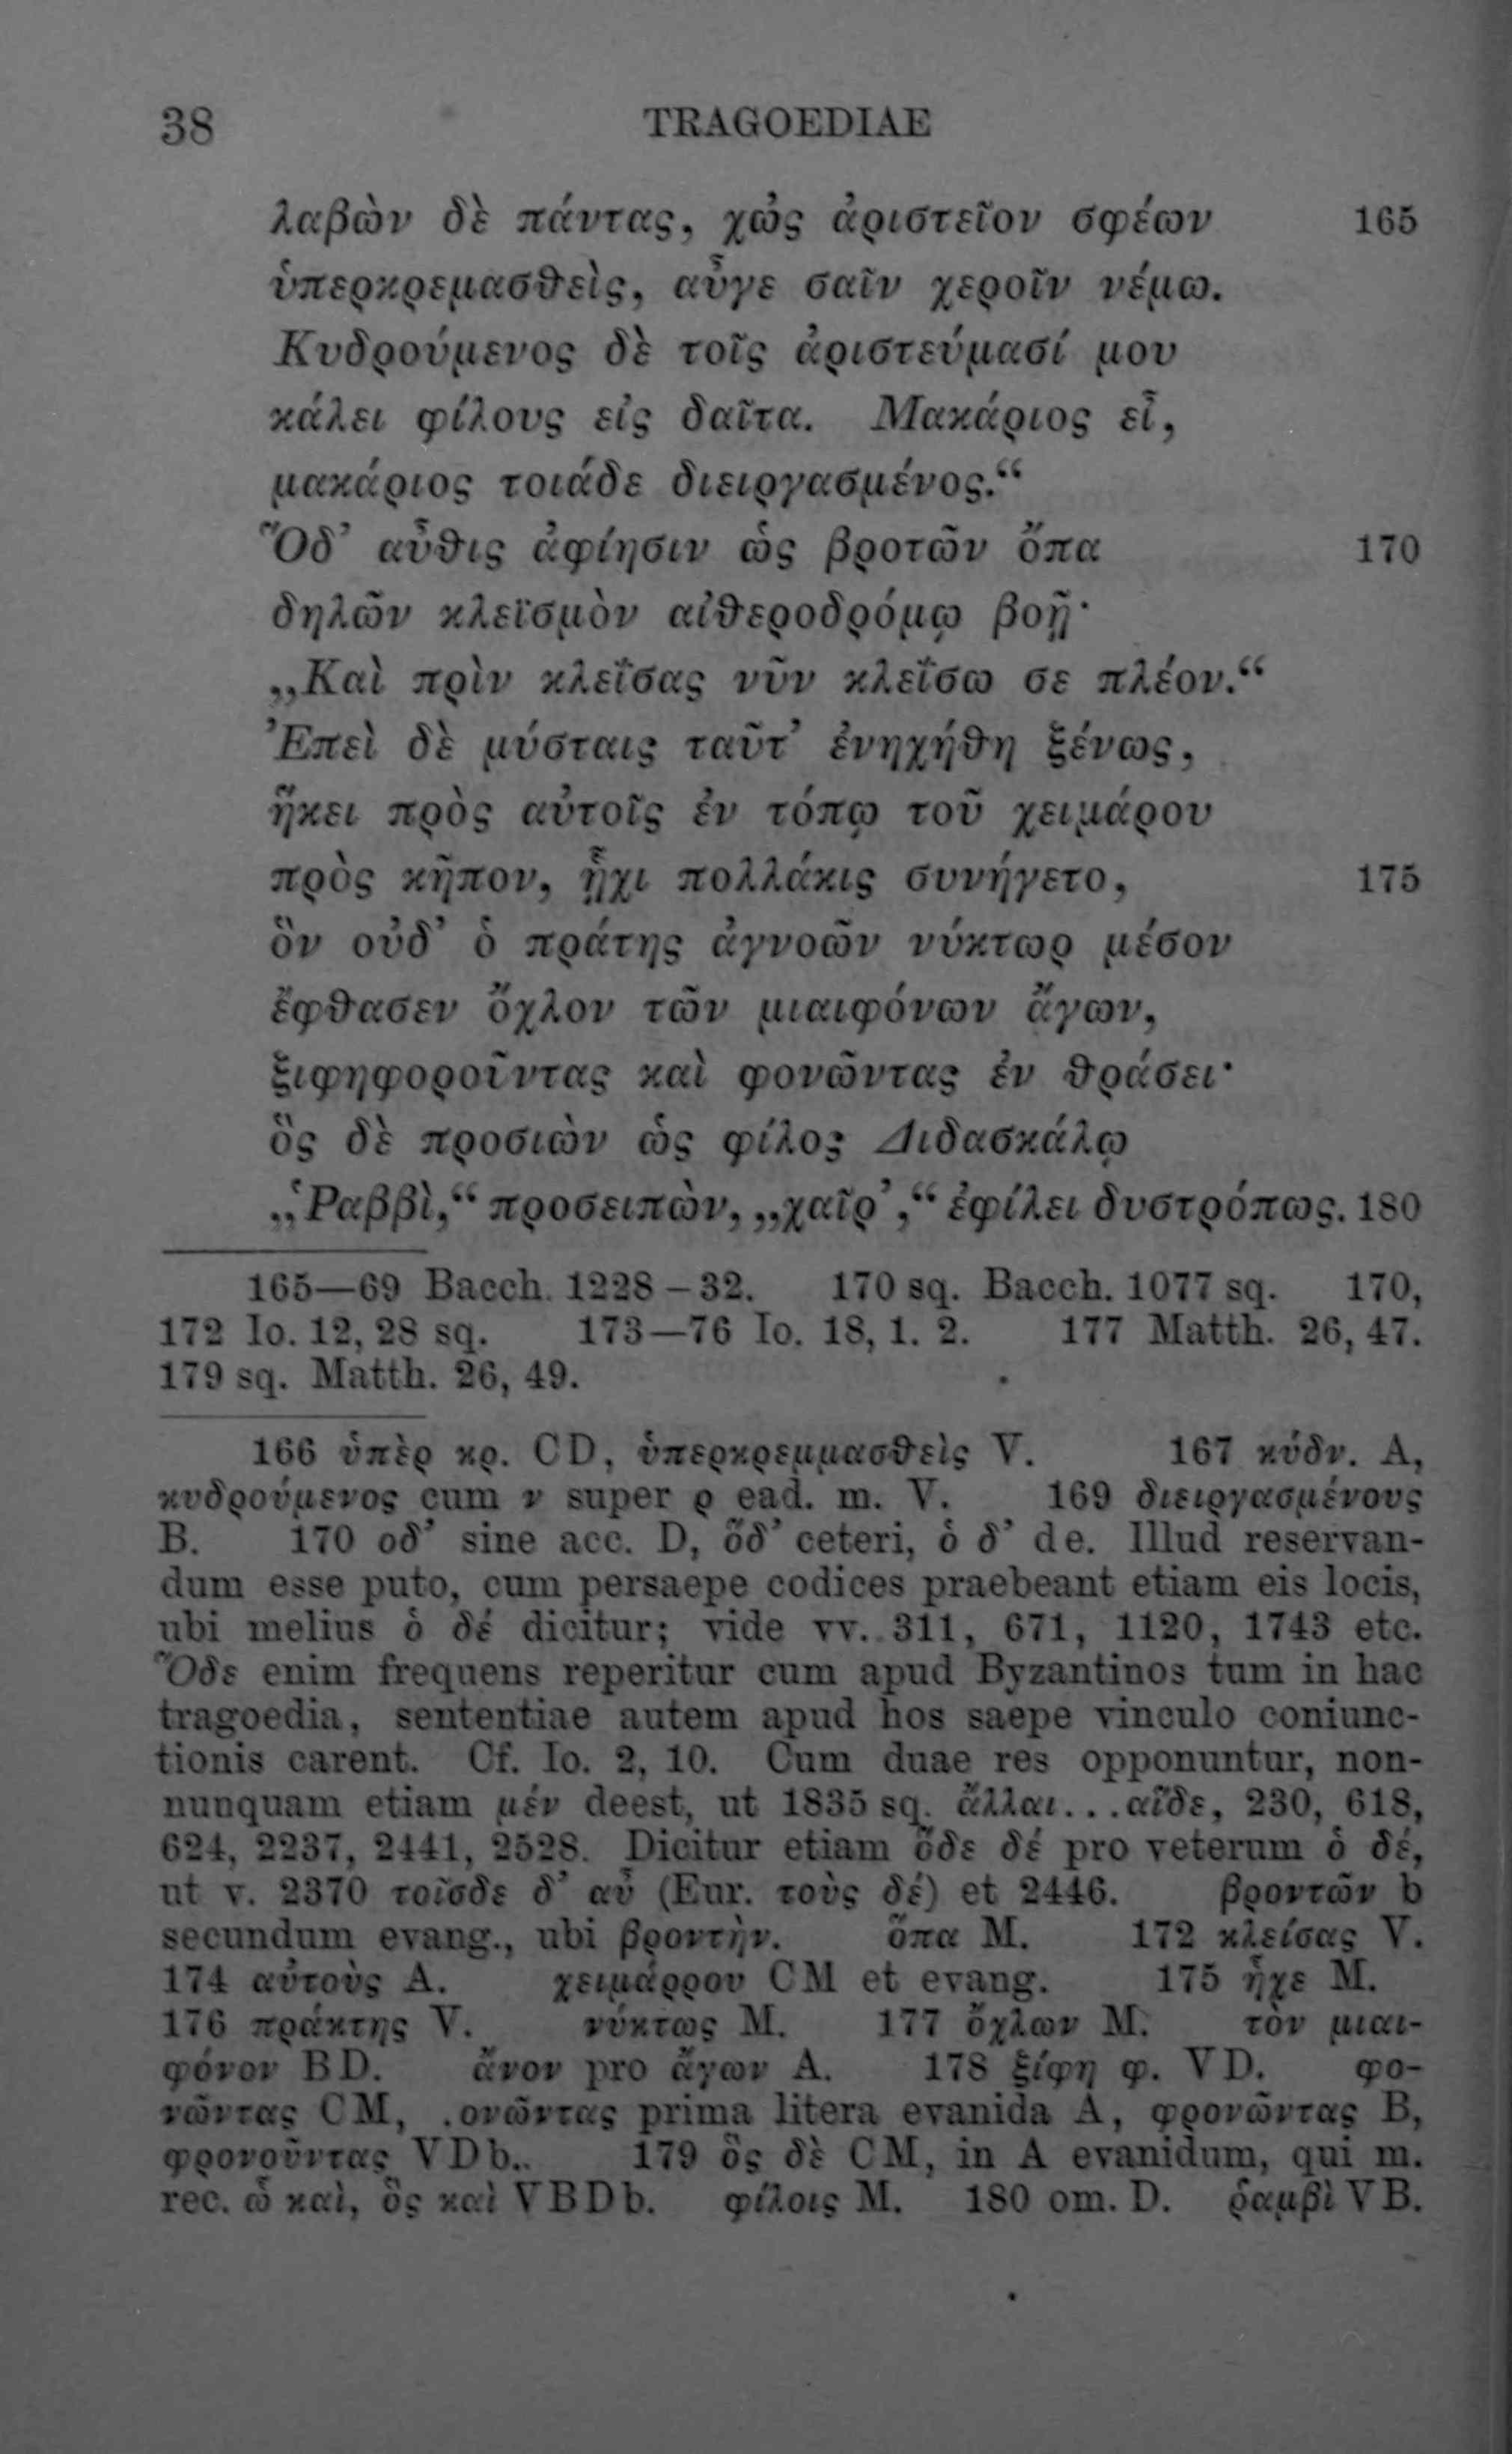 38 TRAGOEDIAE
λαβὼν δὲ πάντας, χὡς ἀριστεῖον σφέων 165
ὑπερκρεμασθεὶς, αὖγε σαῖν χεροῖν νέμω.
Κυδρούμενος δὲ τοῖς ἀριστεύμασί μου
κάλει φίλους εἰς δαῖτα. Μακάριος εἶ,
μακάριος τοιάδε διειργασμένος.“
Ὅδ’ αὖθις ἀφίησιν ὡς βροτῶν ὄπα 170
δηλῶν κλεϊσμὸν αἰθεροδρόμῳ βοῇ·
„Καὶ πρὶν κλεΐσας νῦν κλεΐσω σε πλέον.“
Ἐπεὶ δὲ μύσταις ταῦτ’ ἐνηχήθη ξένως,
ἥκει πρὸς αὐτοῖς ἐν τόπῳ τοῦ χειμάρου
πρὸς κῆπον, ᾗχι πολλάκις συνήγετο, 175
ὃν οὐδ’ ὁ πράτης ἀγνοῶν νύκτωρ μέσον
ἔφθασεν ὄχλον τῶν μιαιφόνων ἄγων,
ξιφηφοροῦντας καὶ φονῶντας ἐν θράσει·
ὃς δὲ προσιὼν ὡς φίλος Διδασκάλῳ
„Ῥαββὶ,“ προσειπὼν, „χαῖρ’,“ ἐφίλει δυστρόπως. 180
165—69 Bacch. 1228–32. 170 sq. Bacch. 1077 sq. 170,
172 Io. 12, 28 sq. 173—76 Io. 18, 1. 2. 177 Matth. 26, 47.
179 sq. Matth. 26, 49.
166 ὑπὲρ κρ. CD, ὑπερκρεμμασθεὶς V. 167 κύδν. A,
κυδρούμενος cum ν super ρ ead. m. V. 169 διειργασμένους
B. 170 οδ’ sine acc. D, ὅδ’ ceteri, ὁ δ’ de. Illud reservan-
dum esse puto, cum persaepe codices praebeant etiam eis locis,
ubi melius ὁ δέ dicitur; vide vv. 311, 671, 1120, 1743 etc.
Ὅδε enim frequens reperitur cum apud Byzantinos tum in hac
tragoedia, sententiae autem apud hos saepe vinculo coniunc-
tionis carent. Cf. Io. 2, 10. Cum duae res opponuntur, non-
nunquam etiam μέν deest, ut 1835 sq. ἄλλαι...αἵδε, 230, 618,
624, 2237, 2441, 2528. Dicitur etiam ὅδε δέ pro veterum ὁ δέ,
ut v. 2370 τοῖσδε δ’ αὖ (Eur. τοὺς δέ) et 2446. βροντῶν b
secundum evang., ubi βροντὴν. ὅπα M. 172 κλείσας V.
174 αὐτοὺς A. χειμάρρου CM et evang. 175 ᾗχε M.
176 πράκτης V. νύκτως M. 177 ὄχλων M. τὸν μιαι-
φόνον BD. ἄνον pro ἄγων A. 178 ξίφη φ. VD. φο-
νῶντας CM, .ονῶντας prima litera evanida A, φρονῶντας B,
φρονοῦντας VDb. 179 ὃς δὲ CM, in A evanidum, qui m.
rec. ὦ καὶ, ὃς καὶ VBDb. φίλοις M. 180 om. D. ῥαμβὶ VB.